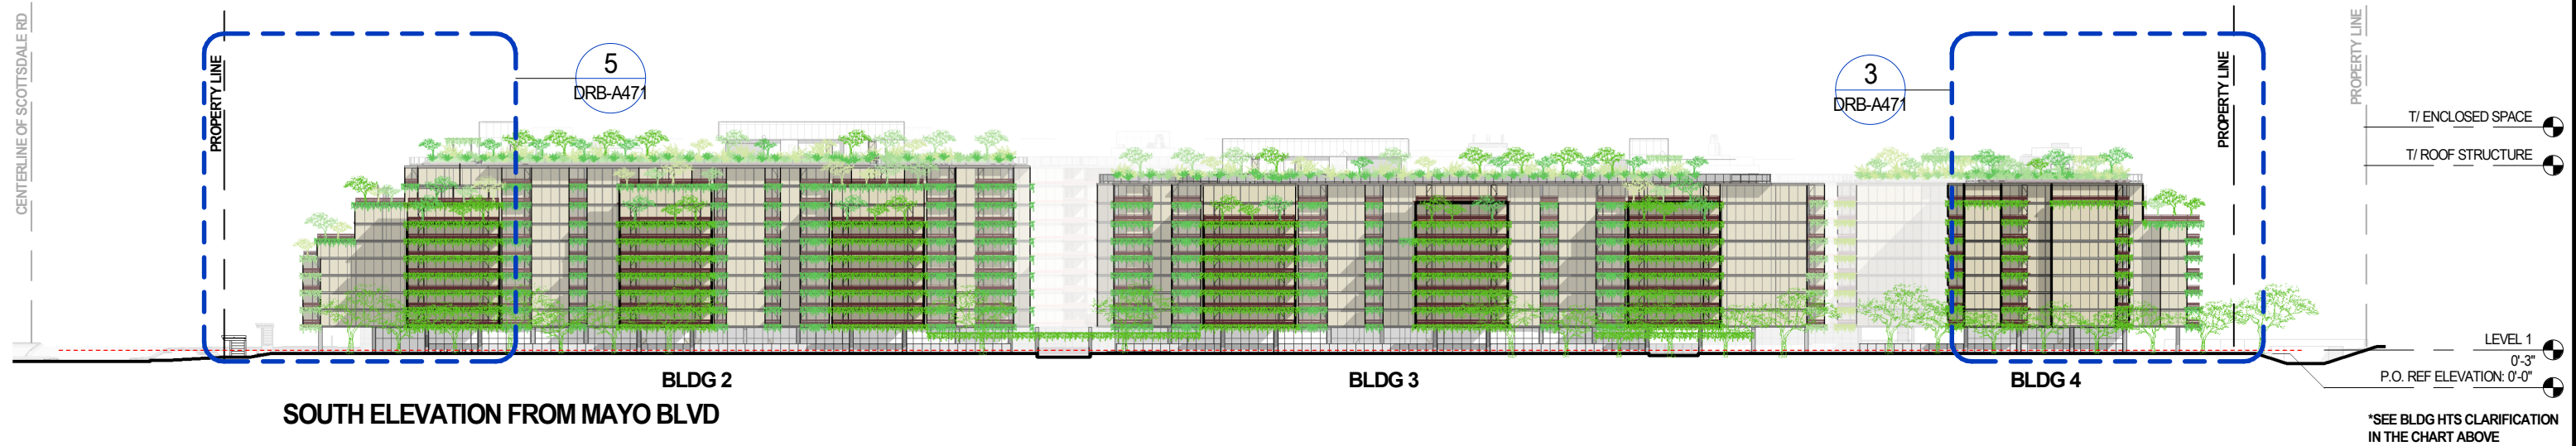 CENTERLINE OF SCOTTSDALE RD
PROPERTY LINE
5
DRB-A471
3
DRB-A471
PROPERTY LINE
PROPERTY LINE
T/ ENCLOSED SPACE
T/ ROOF STRUCTURE
LEVEL 1
0'-3"
P.O. REF ELEVATION: 0'-0"
BLDG 2
BLDG 3
BLDG 4
SOUTH ELEVATION FROM MAYO BLVD
*SEE BLDG HTS CLARIFICATION
IN THE CHART ABOVE